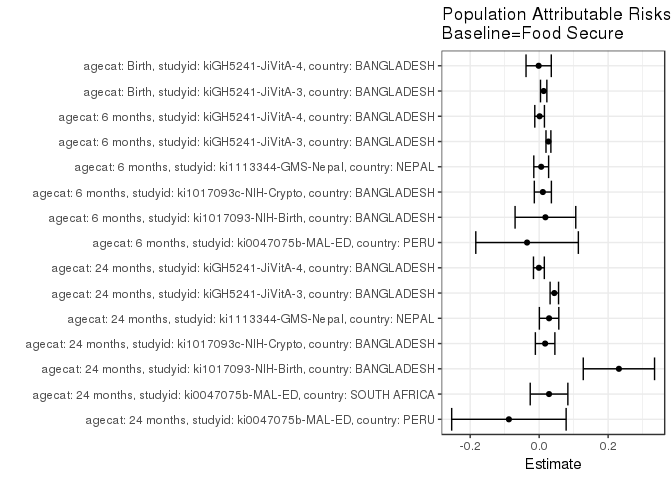 Population Attributable Risks
Baseline=Food Secure
agecat: Birth, studyid: kiGH5241-JiVitA-4, country: BANGLADESH
agecat: Birth, studyid: kiGH5241-JiVitA-3, country: BANGLADESH
agecat: 6 months, studyid: kiGH5241-JiVitA-4, country: BANGLADESH
agecat: 6 months, studyid: kiGH5241-JiVitA-3, country: BANGLADESH
agecat: 6 months, studyid: ki1113344-GMS-Nepal, country: NEPAL
agecat: 6 months, studyid: ki1017093c-NIH-Crypto, country: BANGLADESH
agecat: 6 months, studyid: ki1017093-NIH-Birth, country: BANGLADESH
agecat: 6 months, studyid: ki0047075b-MAL-ED, country: PERU
agecat: 24 months, studyid: kiGH5241-JiVitA-4, country: BANGLADESH
agecat: 24 months, studyid: kiGH5241-JiVitA-3, country: BANGLADESH
agecat: 24 months, studyid: ki1113344-GMS-Nepal, country: NEPAL
agecat: 24 months, studyid: ki1017093c-NIH-Crypto, country: BANGLADESH
agecat: 24 months, studyid: ki1017093-NIH-Birth, country: BANGLADESH
agecat: 24 months, studyid: ki0047075b-MAL-ED, country: SOUTH AFRICA
agecat: 24 months, studyid: ki0047075b-MAL-ED, country: PERU
-0.2 0.0 0.2
Estimate